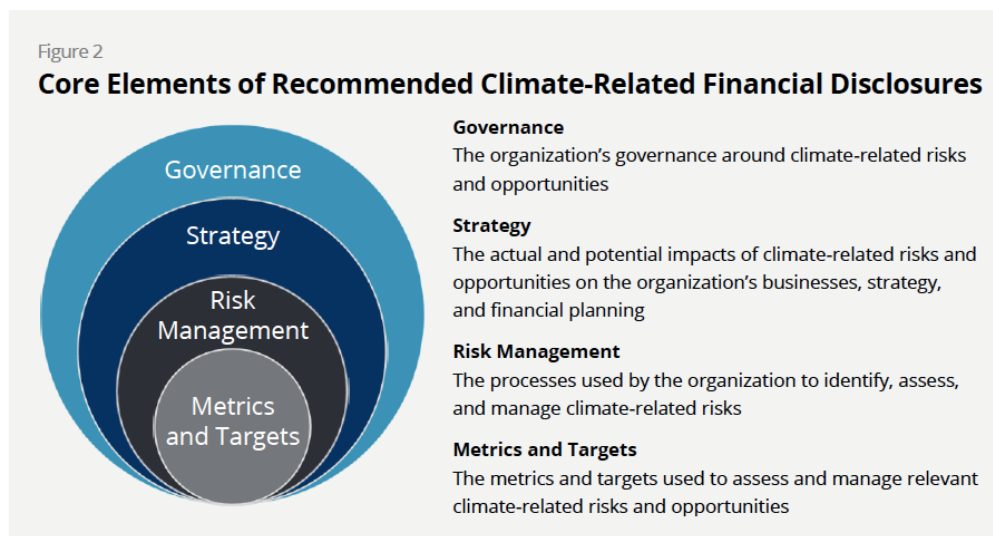 Figure 2
Core Elements of Recommended Climate-Related Financial Disclosures
Governance
Strategy
Risk
Management
Metrics
and Targets
Governance
The organization’s governance around climate-related risks
and opportunities
Strategy
The actual and potential impacts of climate-related risks and
opportunities on the organization’s businesses, strategy,
and financial planning
Risk Management
The processes used by the organization to identify, assess,
and manage climate-related risks
Metrics and Targets
The metrics and targets used to assess and manage relevant
climate-related risks and opportunities